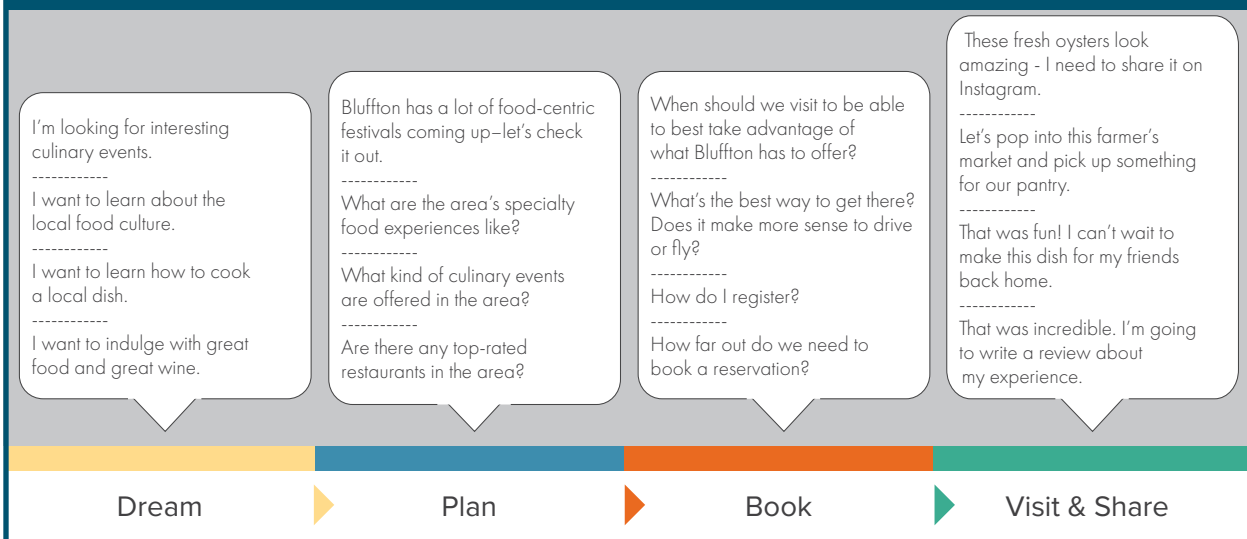 I'm looking for interesting
culinary events.
------------
I want to learn about the
local food culture.
------------
I want to learn how to cook
a local dish.
------------
I want to indulge with great
food and great wine.
Bluffton has a lot of food-centric
festivals coming up–let's check
it out.
------------
What are the area's specialty
food experiences like?
------------
What kind of culinary events
are offered in the area?
------------
Are there any top-rated
restaurants in the area?
When should we visit to be able
to best take advantage of
what Bluffton has to offer?
------------
What's the best way to get there?
Does it make more sense to drive
or fly?
------------
How do I register?
------------
How far out do we need to
book a reservation?
These fresh oysters look
amazing - I need to share it on
Instagram.
------------
Let's pop into this farmer's
market and pick up something
for our pantry.
------------
That was fun! I can't wait to
make this dish for my friends
back home.
------------
That was incredible. I'm going
to write a review about
my experience.
Dream
Plan
Book
Visit & Share